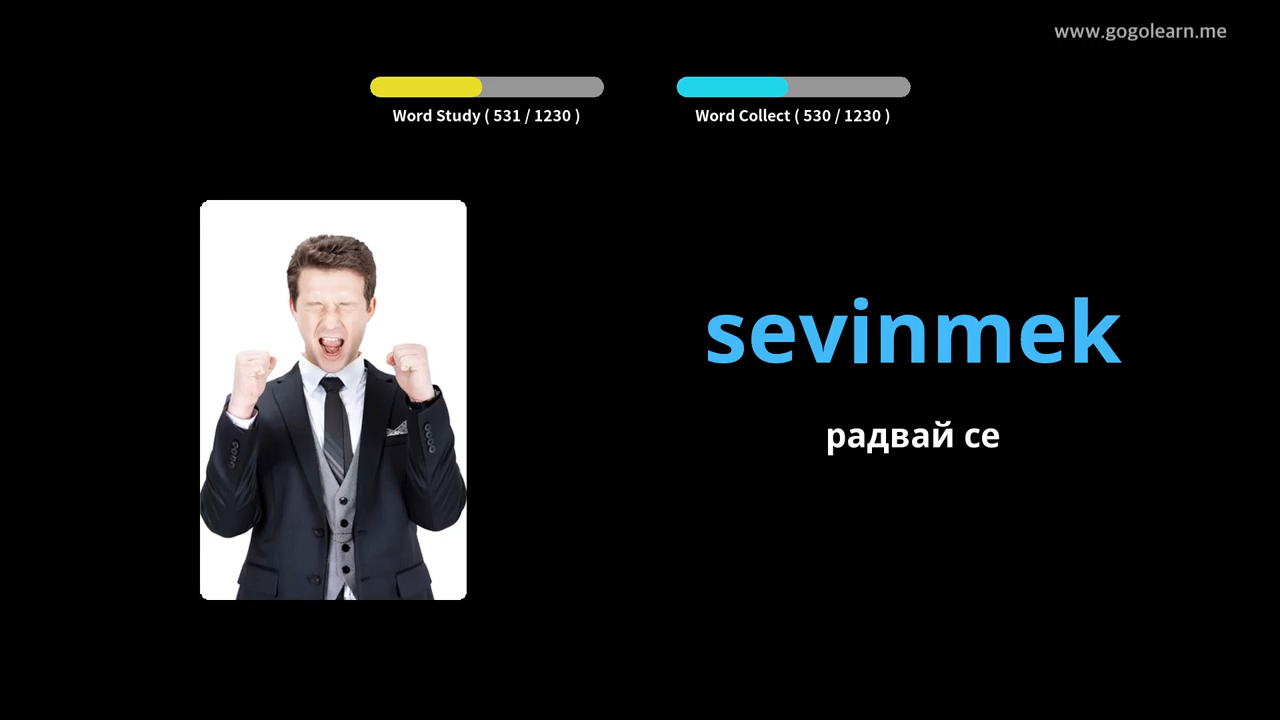 www.gogolearn.me
Word Study ( 531 / 1230 )
Word Collect ( 530 / 1230 )
sevinmek
радвай се